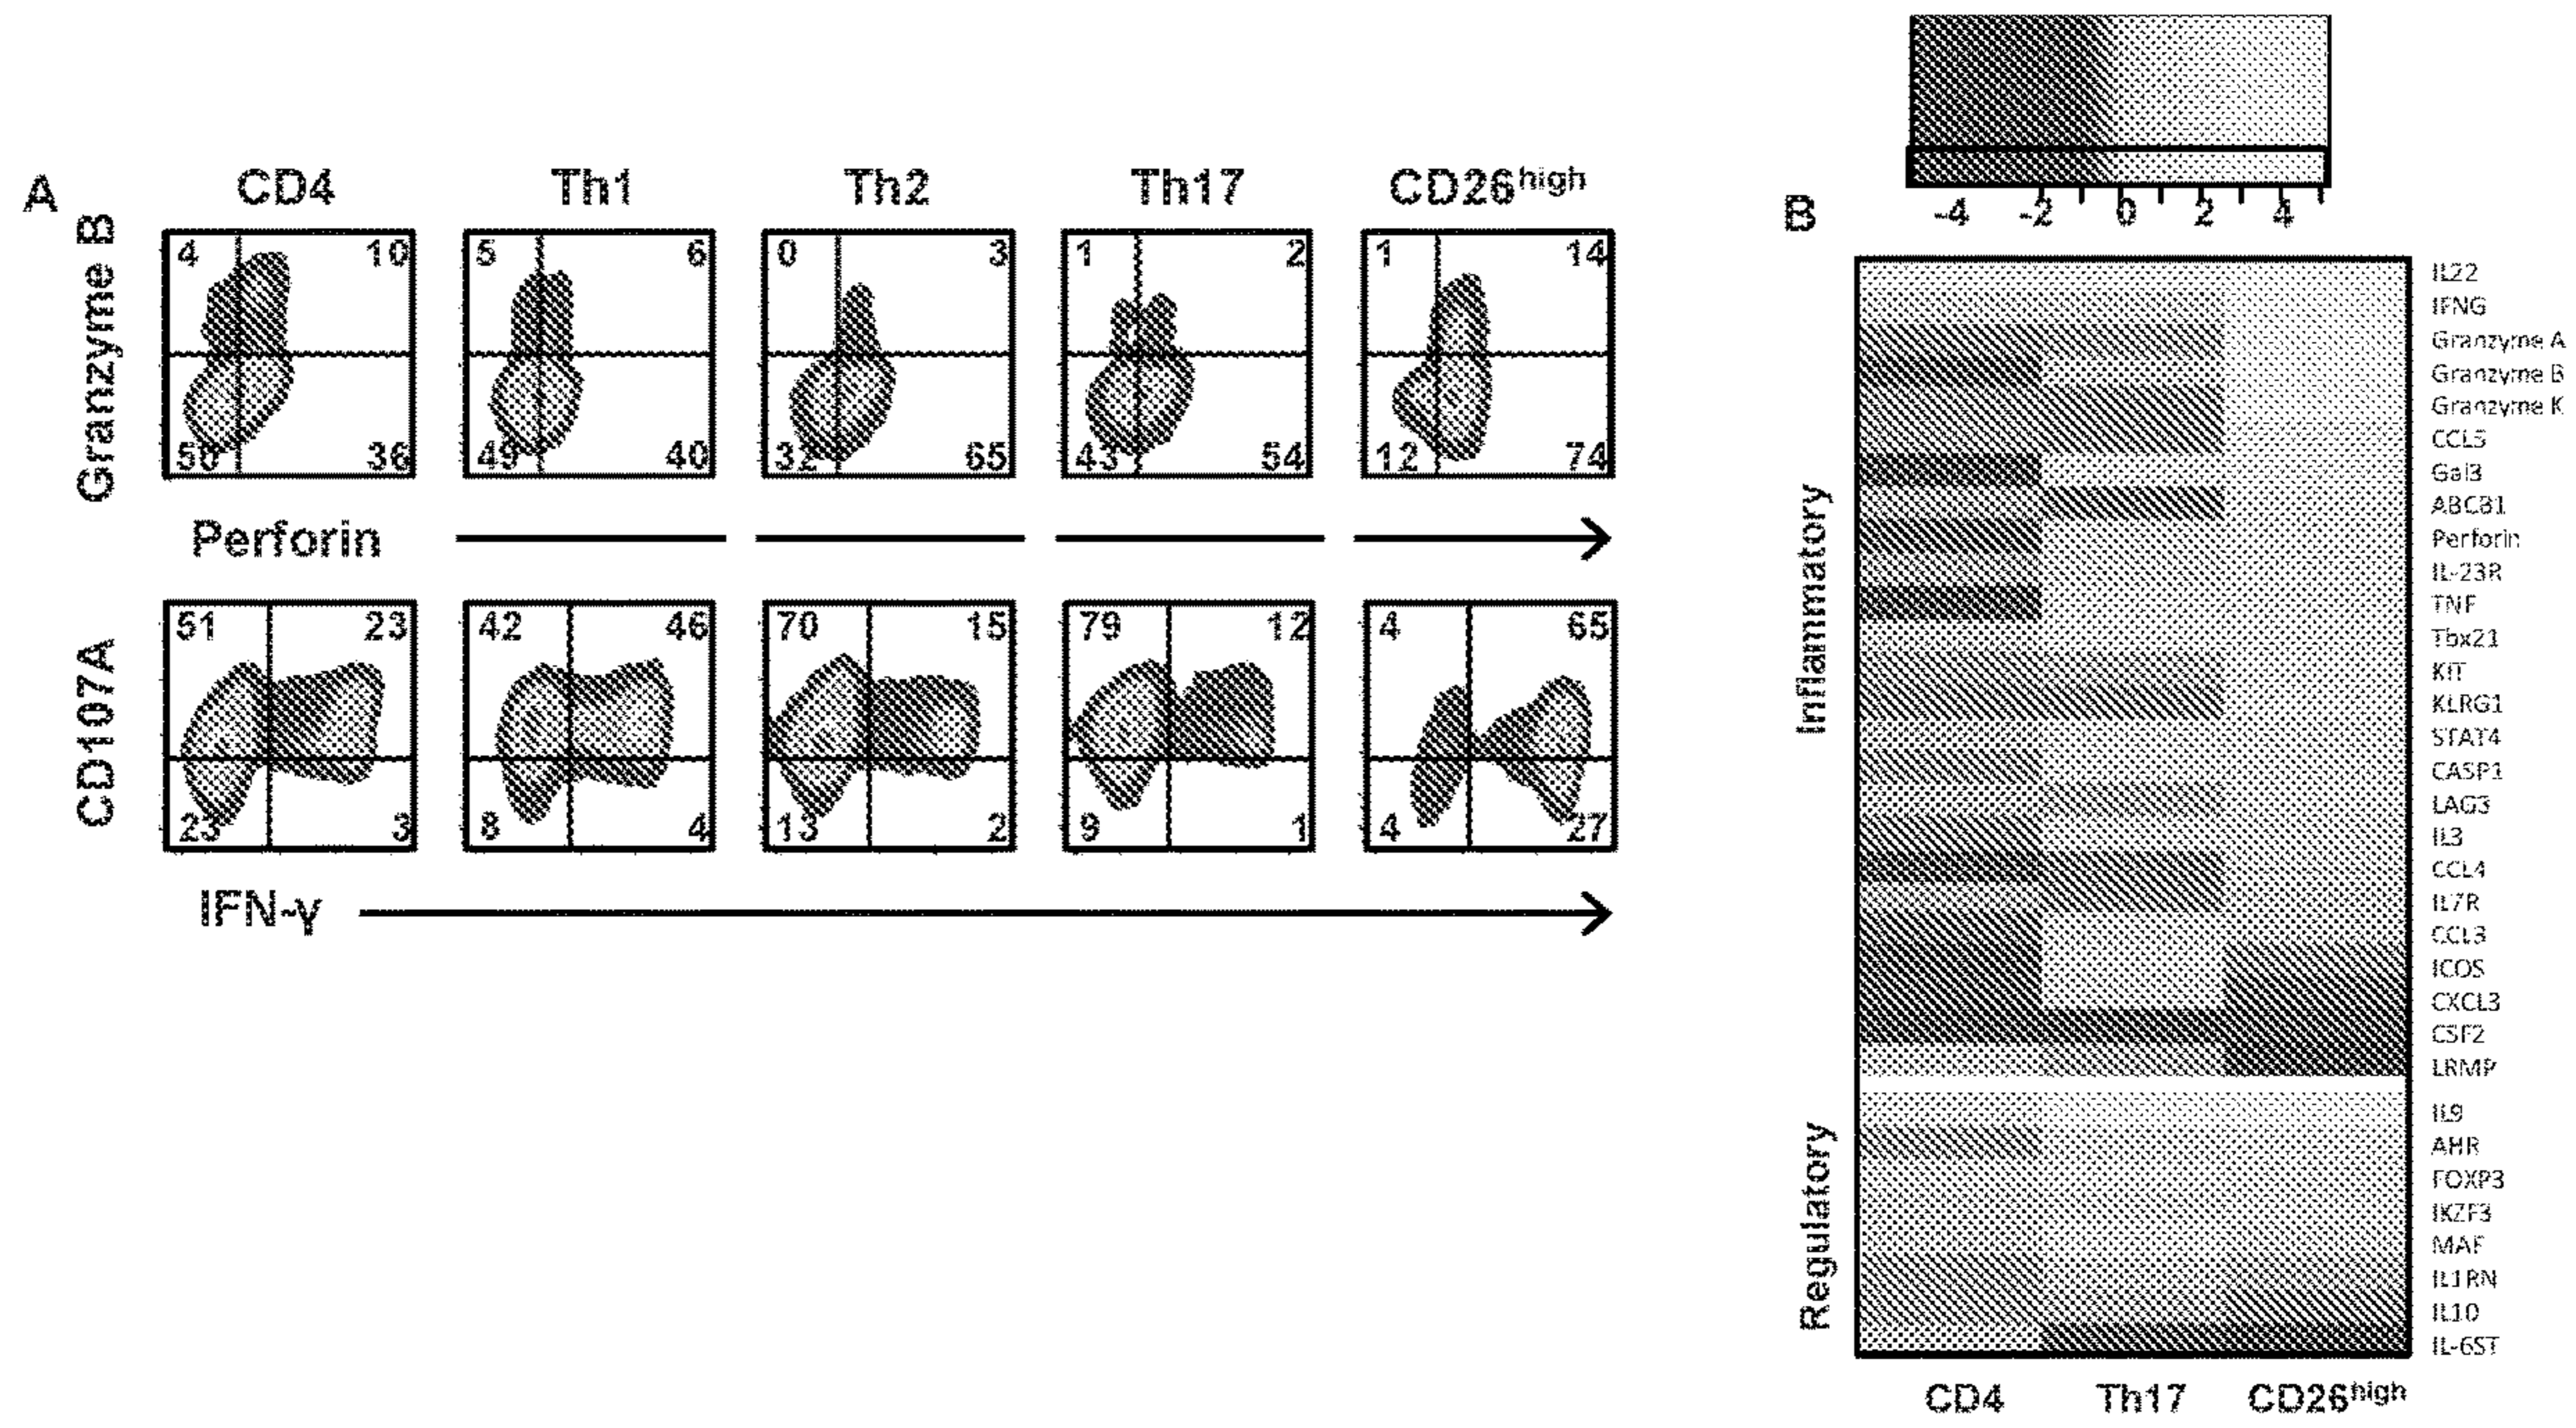 A
CD4 Th1 Th2 Th17 CD26high
Granzyme B
4 10 5 6 0 3 1 2 1 14
50 36 49 40 32 65 43 54 12 74
Perforin
CD107A
51 23 42 46 70 15 79 12 4 65
23 3 8 4 13 2 9 1 4 27
IFN-γ
B
-4 -2 0 2 4
Inflammatory
IL22
IFNG
Granzyme A
Granzyme B
Granzyme K
CCL5
Gal3
ABCB1
Perforin
IL-23R
TNF
Tbx21
KIT
KLRG1
STAT4
CASP1
LAG3
IL3
CCL4
IL7R
CCL3
ICOS
CXCL3
CSF2
LRMP
Regulatory
IL9
AHR
FOXP3
IKZF3
MAF
IL1RN
IL10
IL-6ST
CD4 Th17 CD26high